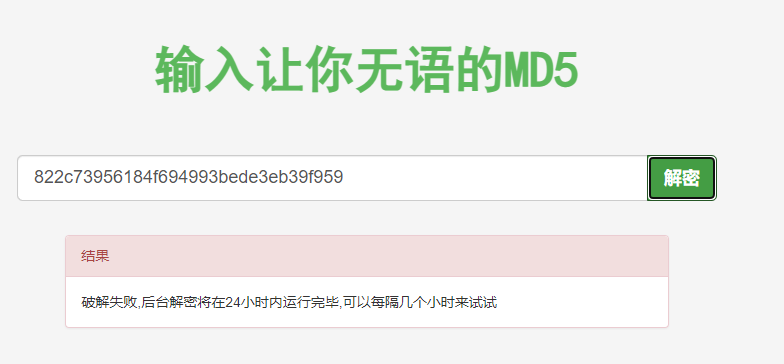 输入让你无语的MD5
822c73956184f694993bede3eb39f959
解密
结果
破解失败,后台解密将在24小时内运行完毕,可以每隔几个小时来试试